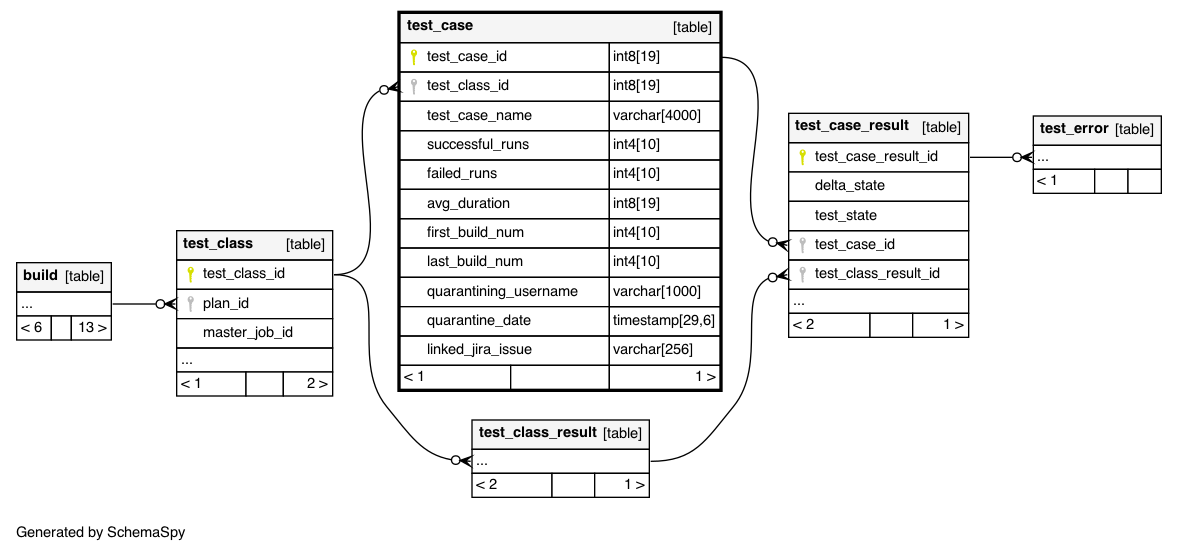 test_case [table]
test_case_id int8[19]
test_class_id int8[19]
test_case_name varchar[4000]
successful_runs int4[10]
failed_runs int4[10]
avg_duration int8[19]
first_build_num int4[10]
last_build_num int4[10]
quarantining_username varchar[1000]
quarantine_date timestamp[29,6]
linked_jira_issue varchar[256]
< 1 1 >
test_case_result [table]
test_case_result_id
delta_state
test_state
test_case_id
test_class_result_id
...
< 2 1 >
test_error [table]
...
< 1
test_class [table]
test_class_id
plan_id
master_job_id
...
< 1 2 >
build [table]
...
< 6 13 >
test_class_result [table]
...
< 2 1 >
Generated by SchemaSpy